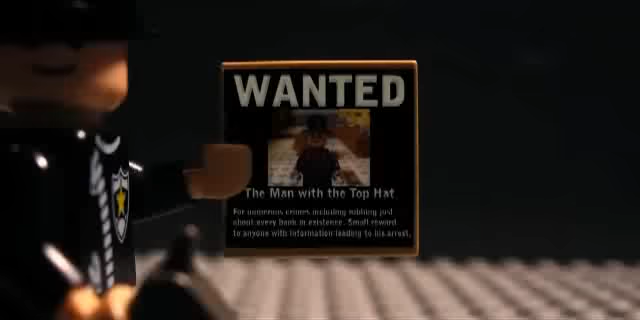 WANTED
The Man with the Top Hat
For numerous crimes including robbing just
about every bank in existence. Small reward
to anyone with information leading to his arrest.